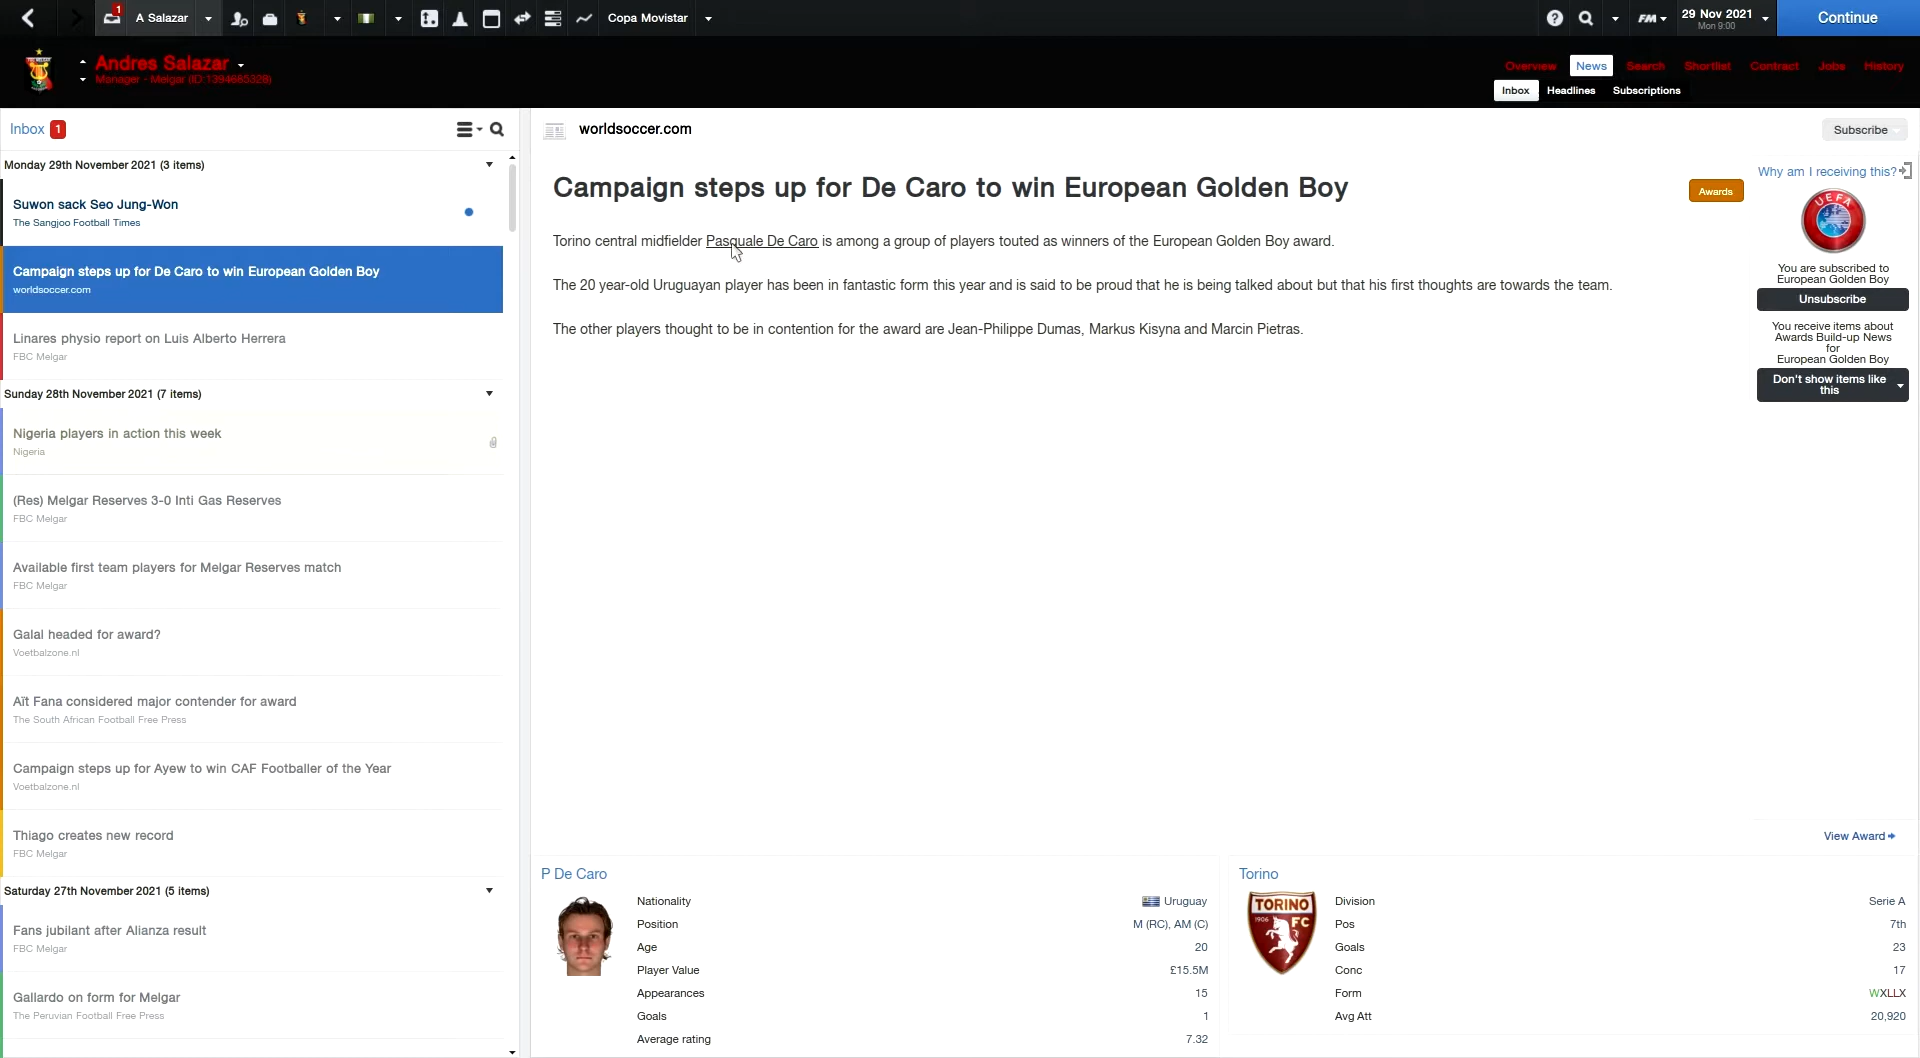 1
A Salazar
Copa Movistar
FM
29 Nov 2021
Mon 9:00
Continue
Andres Salazar
Manager - Melgar (ID:1394685328)
Overview News Search Shortlist Contract Jobs History
Inbox Headlines Subscriptions
Inbox 1
Monday 29th November 2021 (3 items)
Suwon sack Seo Jung-Won
The Sangjoo Football Times
Campaign steps up for De Caro to win European Golden Boy
worldsoccer.com
Linares physio report on Luis Alberto Herrera
FBC Melgar
Sunday 28th November 2021 (7 items)
Nigeria players in action this week
Nigeria
(Res) Melgar Reserves 3-0 Inti Gas Reserves
FBC Melgar
Available first team players for Melgar Reserves match
FBC Melgar
Galal headed for award?
Voetbalzone.nl
Aït Fana considered major contender for award
The South African Football Free Press
Campaign steps up for Ayew to win CAF Footballer of the Year
Voetbalzone.nl
Thiago creates new record
FBC Melgar
Saturday 27th November 2021 (5 items)
Fans jubilant after Alianza result
FBC Melgar
Gallardo on form for Melgar
The Peruvian Football Free Press
worldsoccer.com
Subscribe
Campaign steps up for De Caro to win European Golden Boy
Awards
Torino central midfielder Pasquale De Caro is among a group of players touted as winners of the European Golden Boy award.
The 20 year-old Uruguayan player has been in fantastic form this year and is said to be proud that he is being talked about but that his first thoughts are towards the team.
The other players thought to be in contention for the award are Jean-Philippe Dumas, Markus Kisyna and Marcin Pietras.
Why am I receiving this?
UEFA
You are subscribed to
European Golden Boy
Unsubscribe
You receive items about
Awards Build-up News
for
European Golden Boy
Don't show items like
this
View Award
P De Caro
Nationality Uruguay
Position M (RC), AM (C)
Age 20
Player Value £15.5M
Appearances 15
Goals 1
Average rating 7.32
Torino
TORINO
1906 FC
Division Serie A
Pos 7th
Goals 23
Conc 17
Form WXLLX
Avg Att 20,920